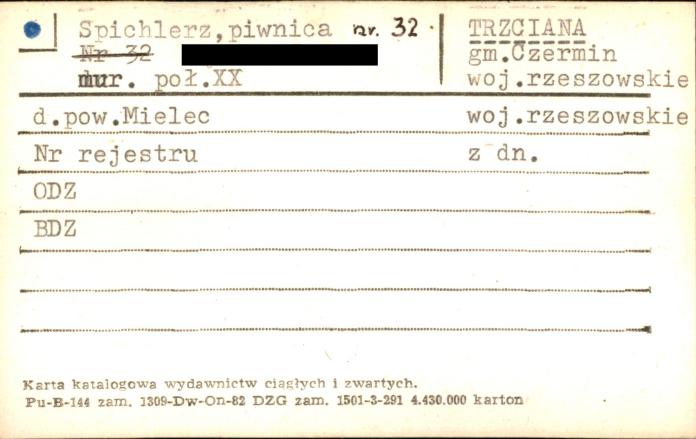 Spichlerz,piwnica nr. 32
Nr 32
mur. poł.XX
TRZCIANA
gm.Czermin
woj.rzeszowskie
d.pow.Mielec woj.rzeszowskie
Nr rejestru z dn.
ODZ
BDZ
Karta katalogowa wydawnictw ciągłych i zwartych.
Pu-B-144 zam. 1309-Dw-On-82 DZG zam. 1501-3-291 4.430.000 karton